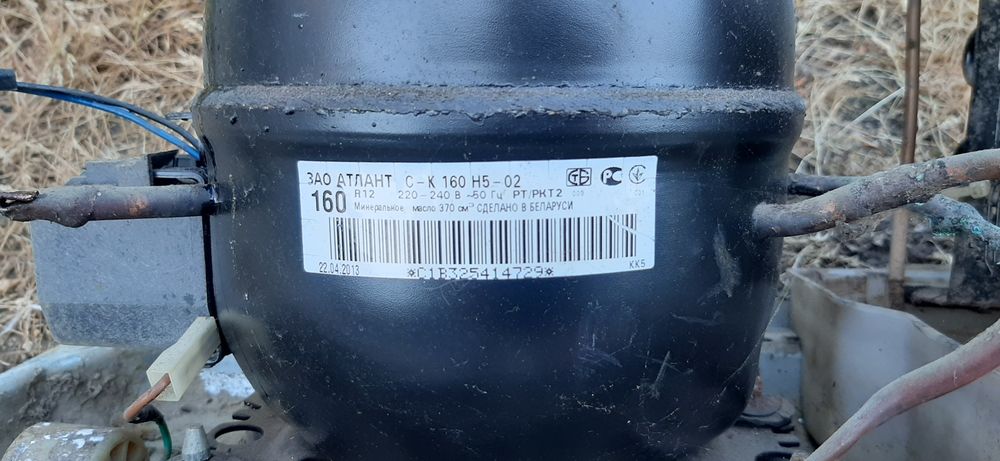 ЗАО АТЛАНТ С-К 160 Н5-02
160 R12 220-240 В ~50 Гц РТ/РКТ2
Минеральное масло 370 см³ СДЕЛАНО В БЕЛАРУСИ
22.04.2013 *C1B325414729* КК5